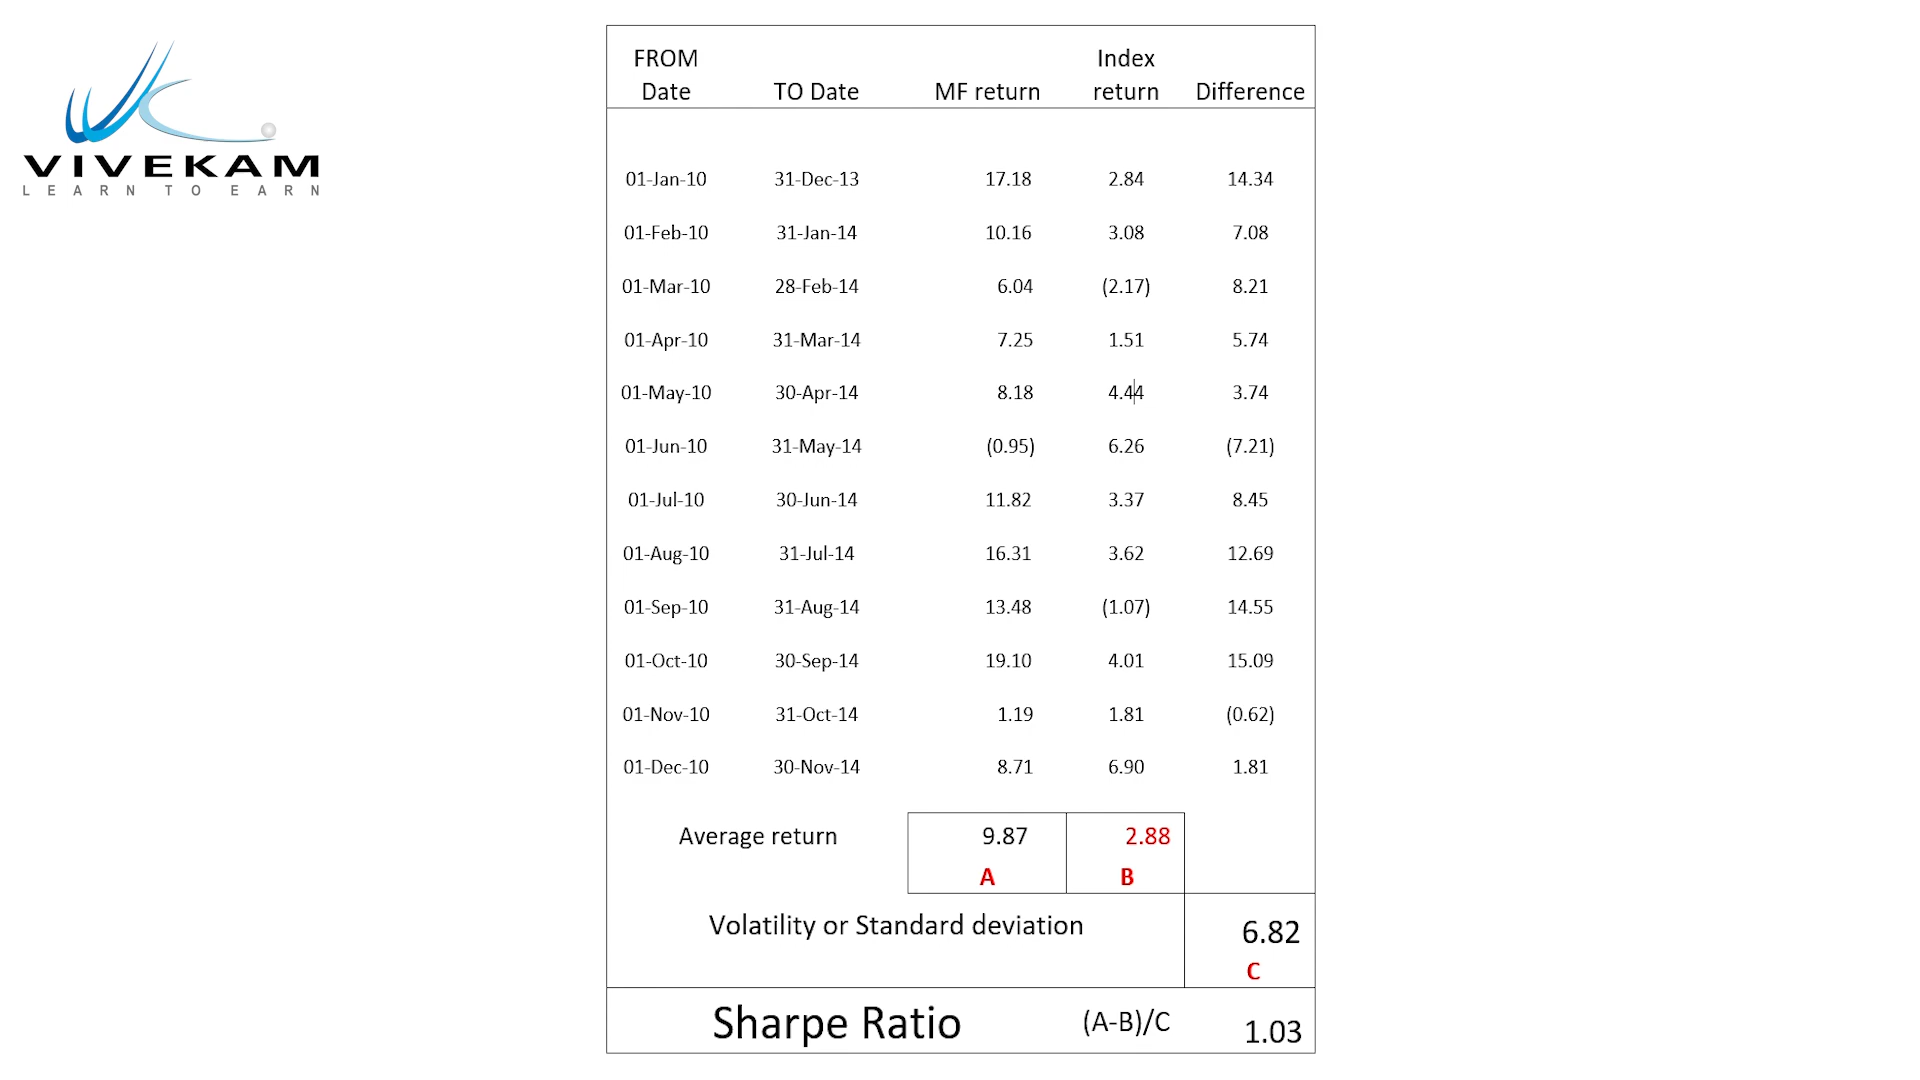 VIVEKAM
LEARN TO EARN
FROM Date TO Date MF return Index return Difference
01-Jan-10 31-Dec-13 17.18 2.84 14.34
01-Feb-10 31-Jan-14 10.16 3.08 7.08
01-Mar-10 28-Feb-14 6.04 (2.17) 8.21
01-Apr-10 31-Mar-14 7.25 1.51 5.74
01-May-10 30-Apr-14 8.18 4.44 3.74
01-Jun-10 31-May-14 (0.95) 6.26 (7.21)
01-Jul-10 30-Jun-14 11.82 3.37 8.45
01-Aug-10 31-Jul-14 16.31 3.62 12.69
01-Sep-10 31-Aug-14 13.48 (1.07) 14.55
01-Oct-10 30-Sep-14 19.10 4.01 15.09
01-Nov-10 31-Oct-14 1.19 1.81 (0.62)
01-Dec-10 30-Nov-14 8.71 6.90 1.81
Average return 9.87 2.88
A B
Volatility or Standard deviation 6.82
C
Sharpe Ratio (A-B)/C 1.03